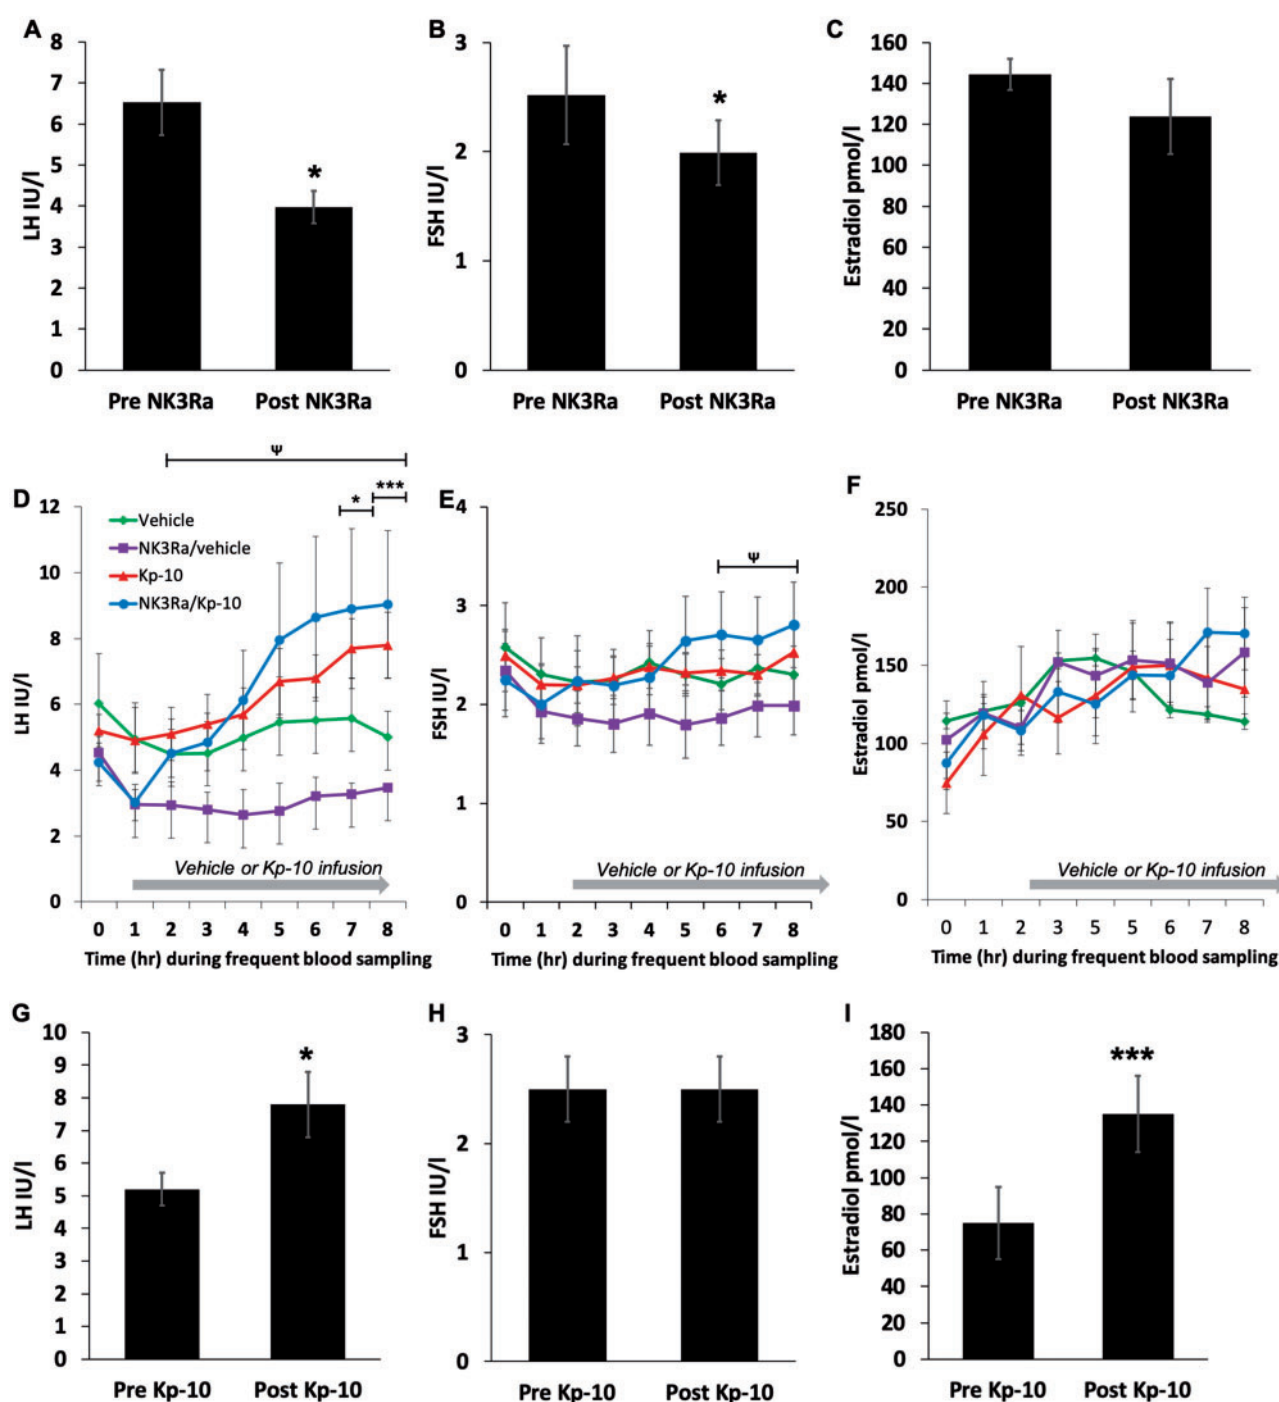 A
LH IU/l
8
7
6
5
4
3
2
1
0
*
Pre NK3Ra
Post NK3Ra
B
FSH IU/l
3
2
1
0
*
Pre NK3Ra
Post NK3Ra
C
Estradiol pmol/l
160
140
120
100
80
60
40
20
0
Pre NK3Ra
Post NK3Ra
D
LH IU/l
ψ
*
***
12
10
8
6
4
2
0
Vehicle
NK3Ra/vehicle
Kp-10
NK3Ra/Kp-10
Vehicle or Kp-10 infusion
0 1 2 3 4 5 6 7 8
Time (hr) during frequent blood sampling
E
FSH IU/l
4
3
2
1
0
ψ
Vehicle or Kp-10 infusion
0 1 2 3 4 5 6 7 8
Time (hr) during frequent blood sampling
F
Estradiol pmol/l
250
200
150
100
50
0
Vehicle or Kp-10 infusion
0 1 2 3 4 5 6 7 8
Time (hr) during frequent blood sampling
G
LH IU/l
10
9
8
7
6
5
4
3
2
1
0
*
Pre Kp-10
Post Kp-10
H
FSH IU/l
3
2
1
0
Pre Kp-10
Post Kp-10
I
Estradiol pmol/l
180
160
140
120
100
80
60
40
20
0
***
Pre Kp-10
Post Kp-10